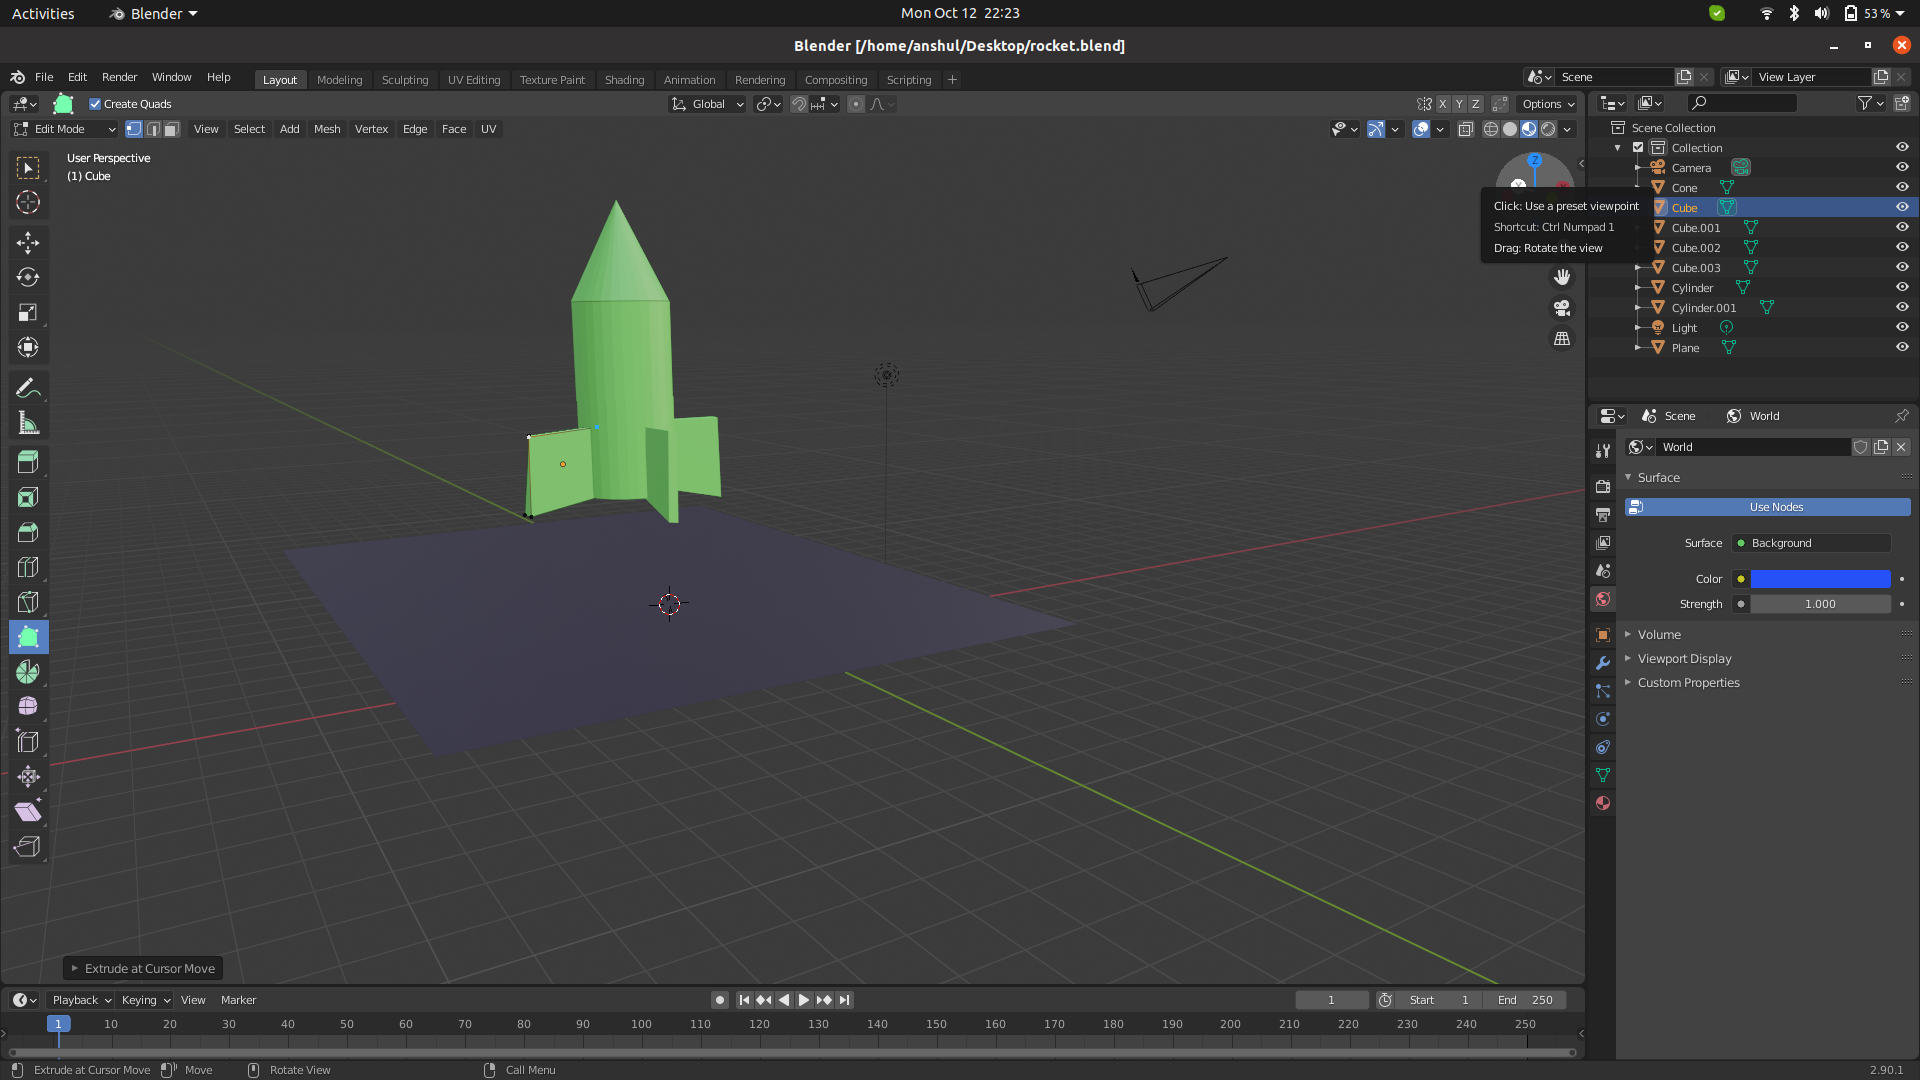 Activities Blender Mon Oct 12 22:23 53 %
Blender [/home/anshul/Desktop/rocket.blend]
File Edit Render Window Help Layout Modeling Sculpting UV Editing Texture Paint Shading Animation Rendering Compositing Scripting + Scene View Layer
Create Quads Global X Y Z Options
Edit Mode View Select Add Mesh Vertex Edge Face UV
User Perspective
(1) Cube
Z
Click: Use a preset viewpoint
Shortcut: Ctrl Numpad 1
Drag: Rotate the view
Scene Collection
Collection
Camera
Cone
Cube
Cube.001
Cube.002
Cube.003
Cylinder
Cylinder.001
Light
Plane
Scene World
World
Surface
Use Nodes
Surface Background
Color
Strength 1.000
Volume
Viewport Display
Custom Properties
Extrude at Cursor Move
Playback Keying View Marker 1 Start 1 End 250
1 10 20 30 40 50 60 70 80 90 100 110 120 130 140 150 160 170 180 190 200 210 220 230 240 250
Extrude at Cursor Move Move Rotate View Call Menu 2.90.1